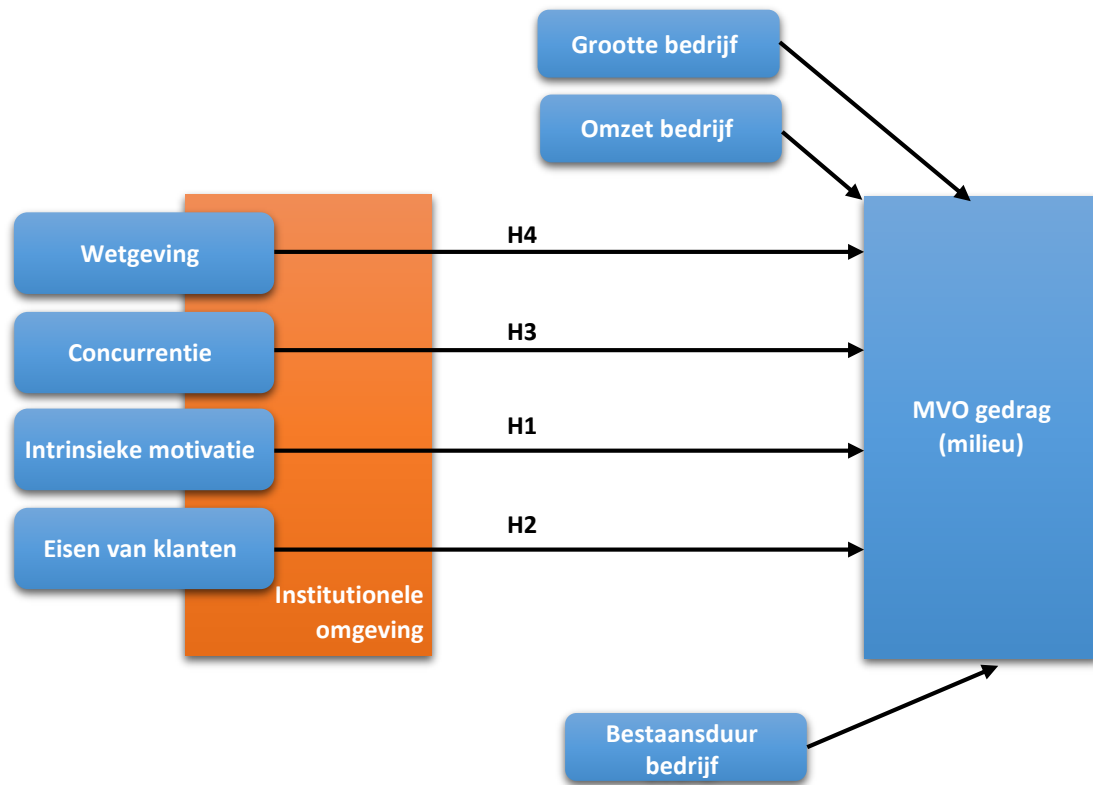 Grootte bedrijf
Omzet bedrijf
Wetgeving
H4
Concurrentie
H3
Intrinsieke motivatie
H1
Eisen van klanten
H2
Institutionele
omgeving
MVO gedrag
(milieu)
Bestaansduur
bedrijf